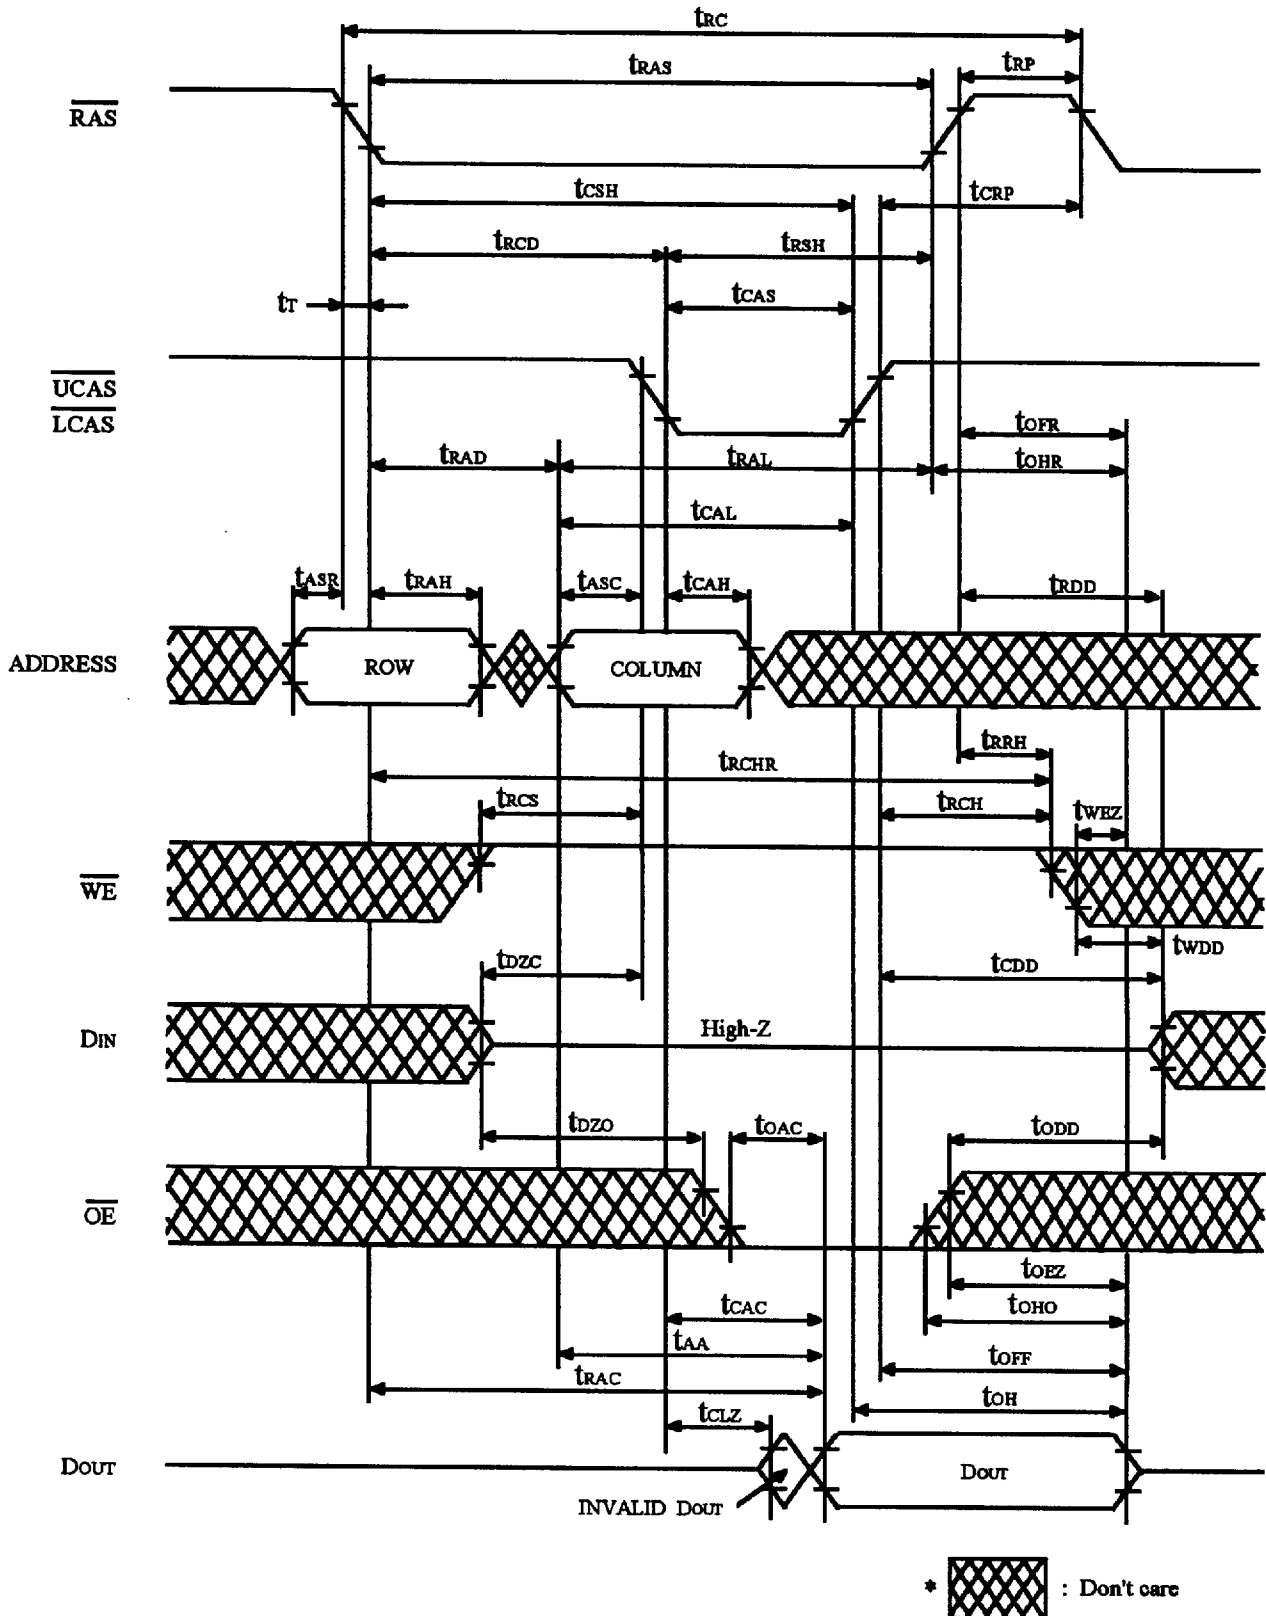 tRC
tRAS
tRP
RAS
tCSH
tCRP
tRCD
tRSH
tT
tCAS
UCAS
LCAS
tOFR
tRAD
tRAL
tOHR
tCAL
tASR
tRAH
tASC
tCAH
tRDD
ADDRESS
ROW
COLUMN
tRRH
tRCHR
tRCS
tRCH
tWEZ
WE
tWDD
tDZC
tCDD
DIN
High-Z
tDZO
tOAC
tODD
OE
tOEZ
tCAC
tOHO
tAA
tOFF
tRAC
tOH
tCLZ
DOUT
DOUT
INVALID DOUT
* : Don't care